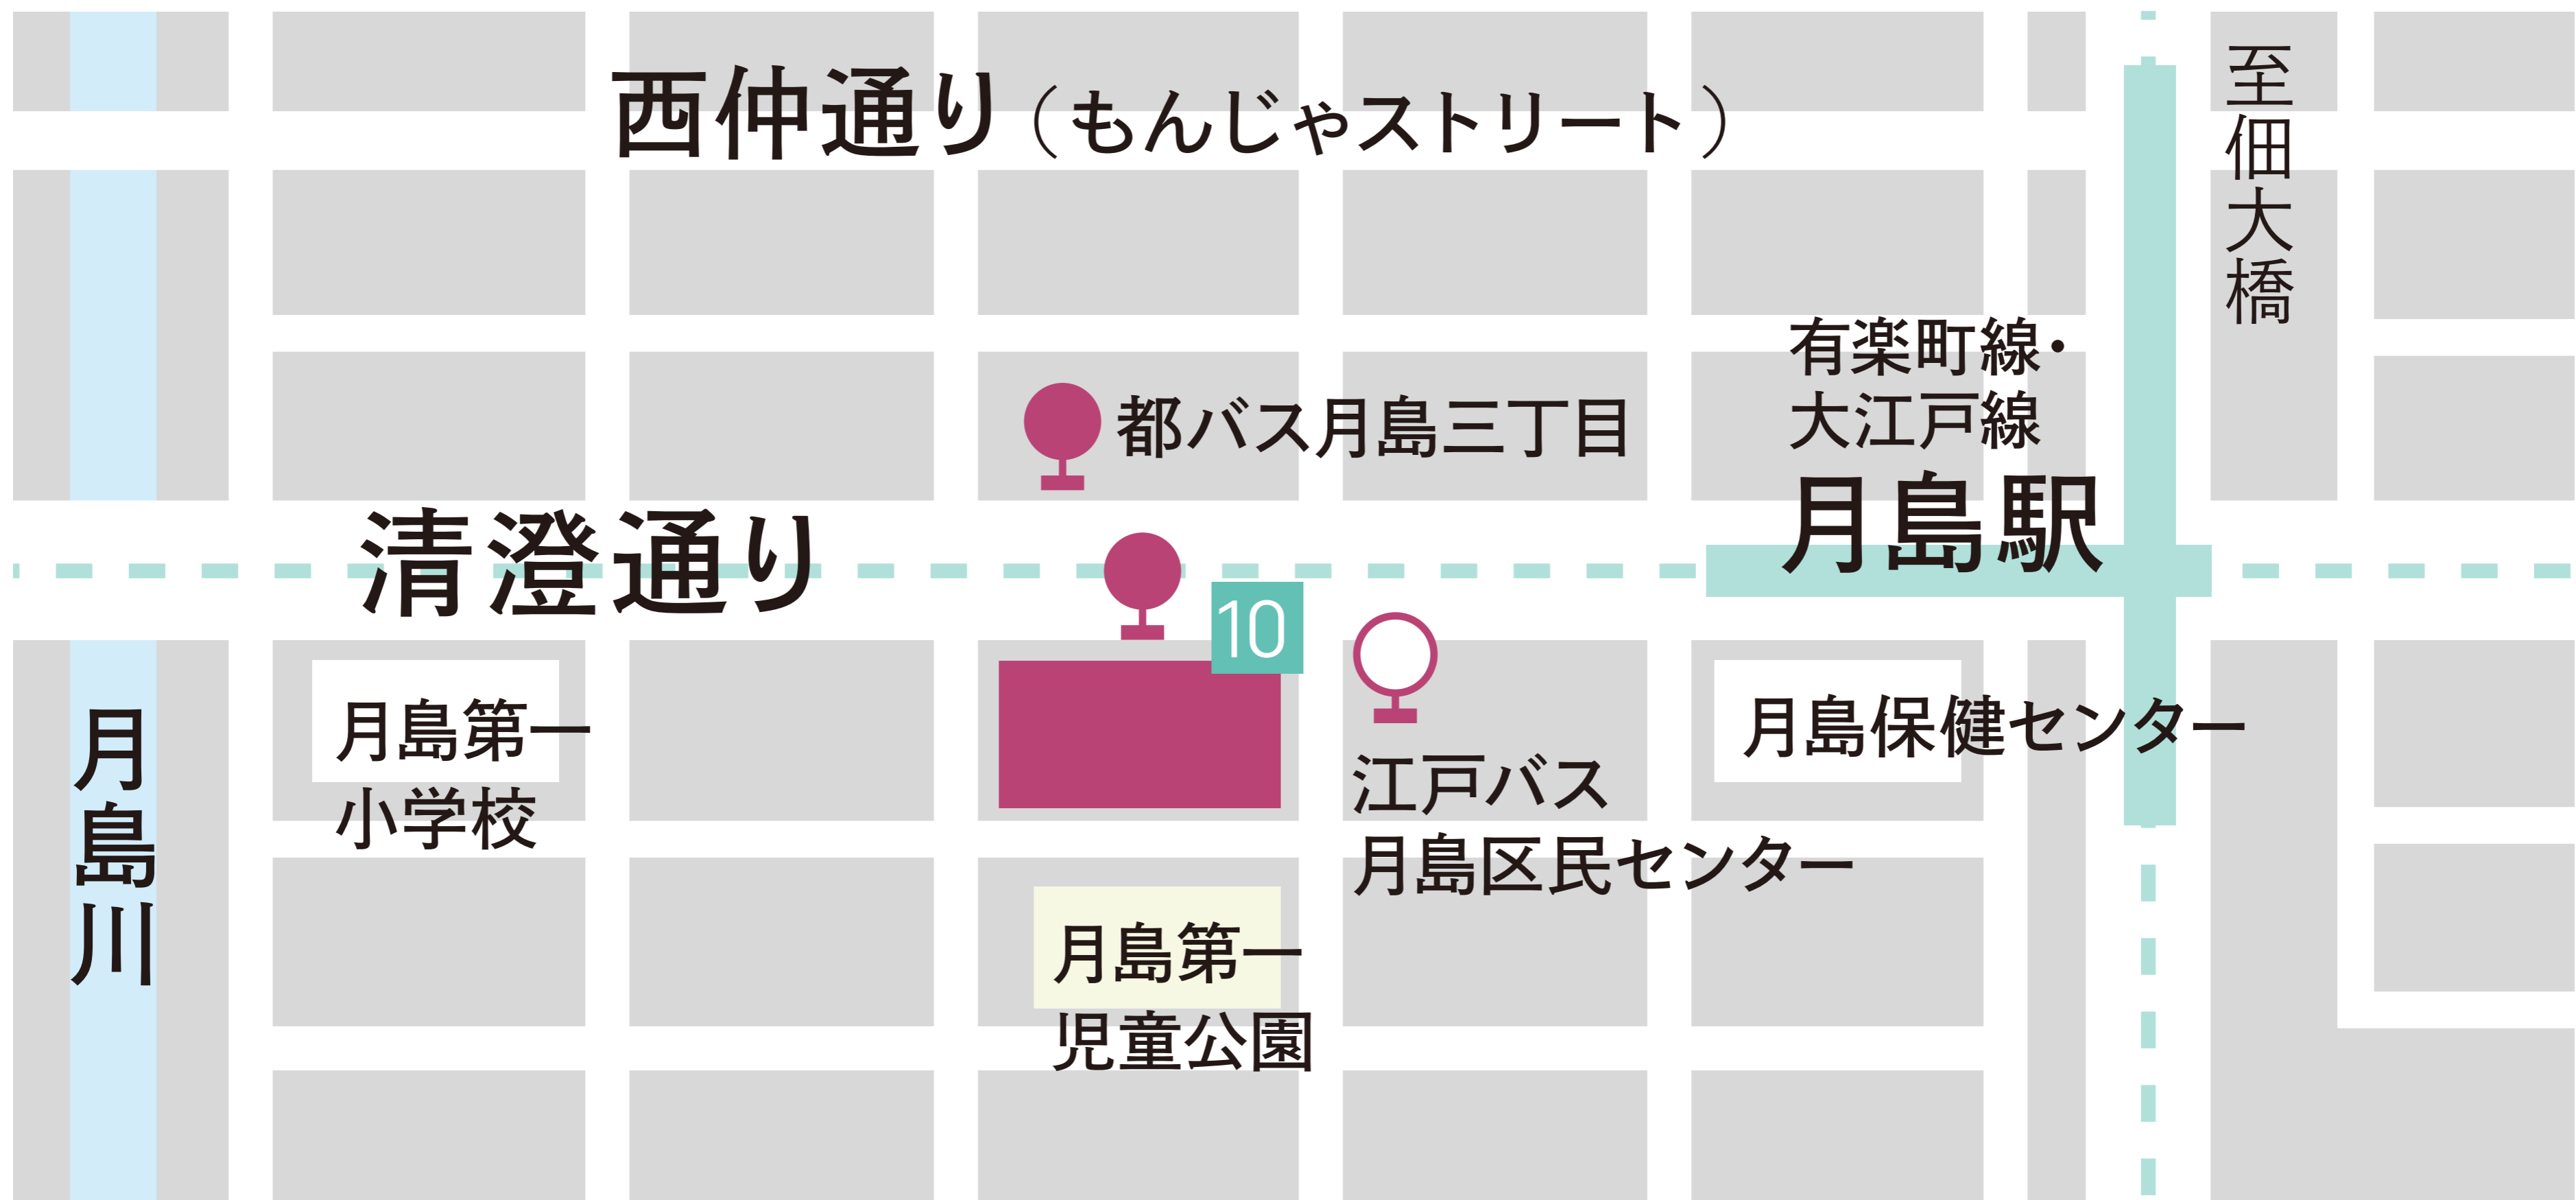 西仲通り（もんじゃストリート）
至佃大橋
有楽町線・
大江戸線
月島駅
都バス月島三丁目
清澄通り
10
月島第一
小学校
月島川
江戸バス
月島区民センター
月島保健センター
月島第一
児童公園